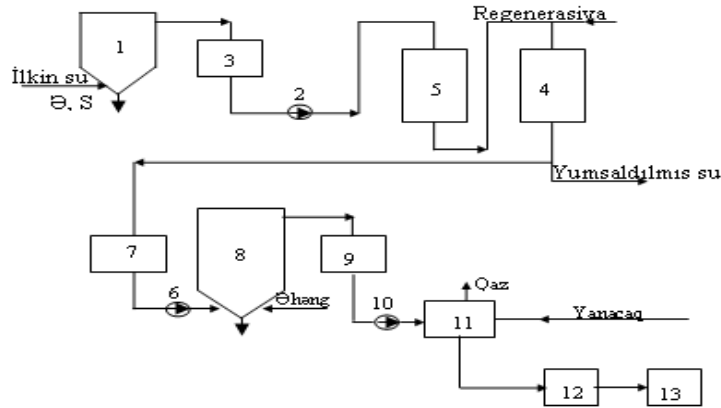 Regenerasiya
1
3
İlkin su
Ə, S
2
5
4
Yumsaldılmıs su
7
8
9
Qaz
6
Əhəng
10
11
Yanacaq
12
13